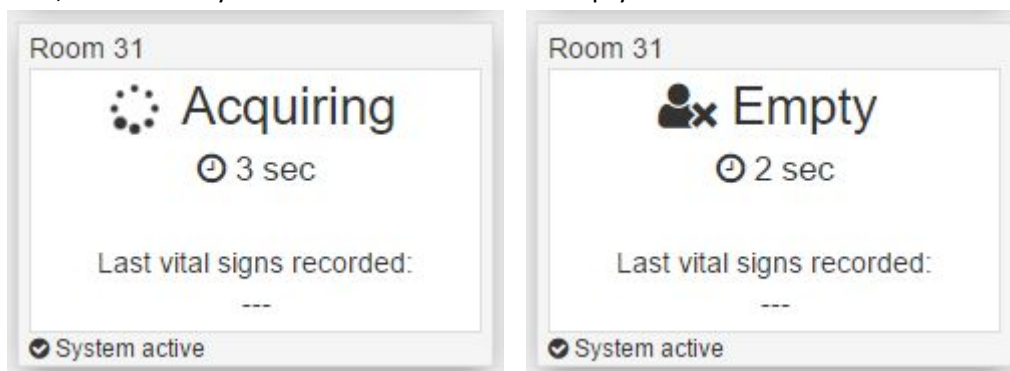 Room 31
Acquiring
3 sec
Last vital signs recorded:
---
System active
Room 31
Empty
2 sec
Last vital signs recorded:
---
System active